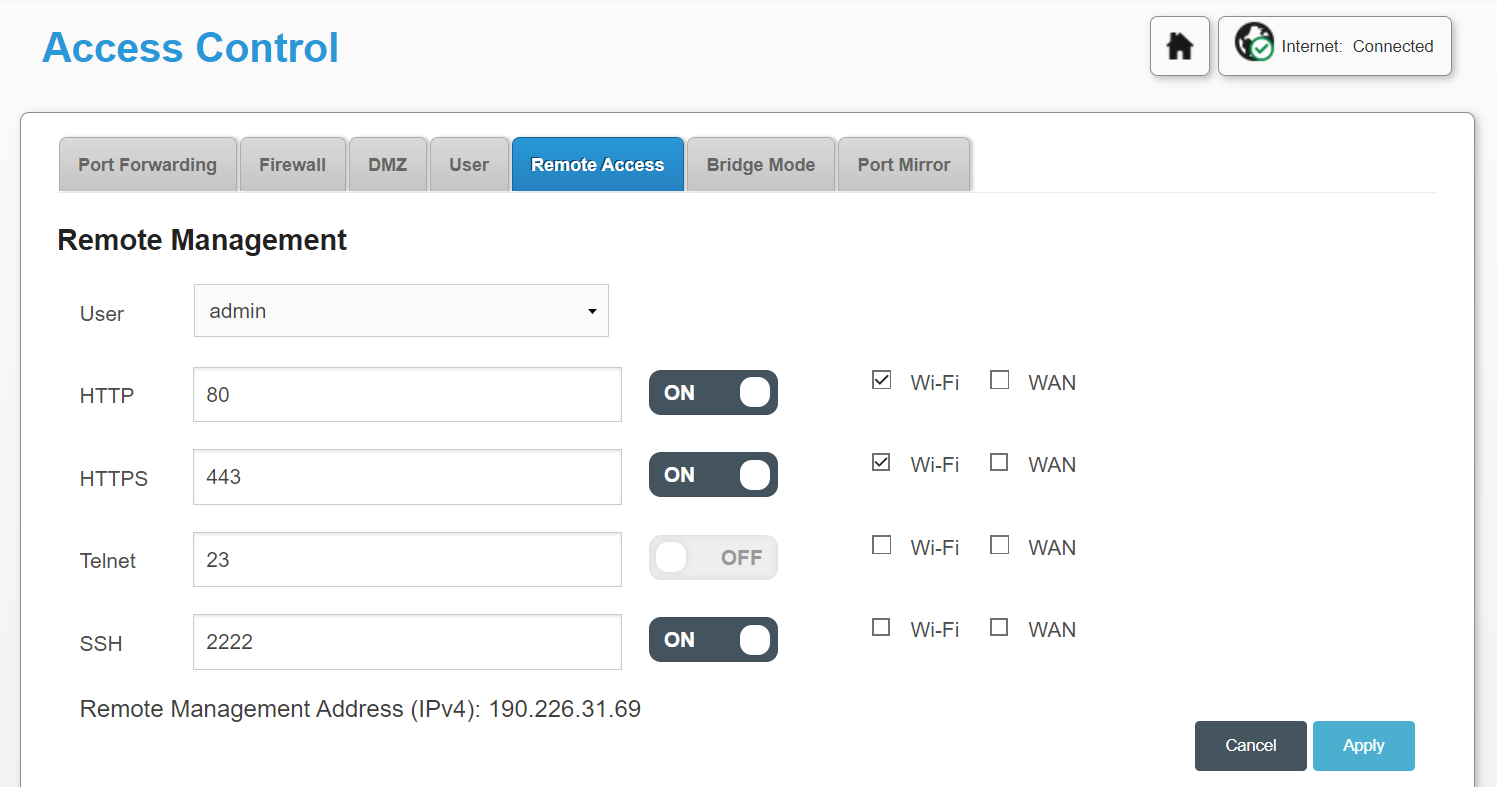 Access Control
Internet: Connected
Port Forwarding Firewall DMZ User Remote Access Bridge Mode Port Mirror
Remote Management
User admin
HTTP 80 ON Wi-Fi WAN
HTTPS 443 ON Wi-Fi WAN
Telnet 23 OFF Wi-Fi WAN
SSH 2222 ON Wi-Fi WAN
Remote Management Address (IPv4): 190.226.31.69
Cancel Apply